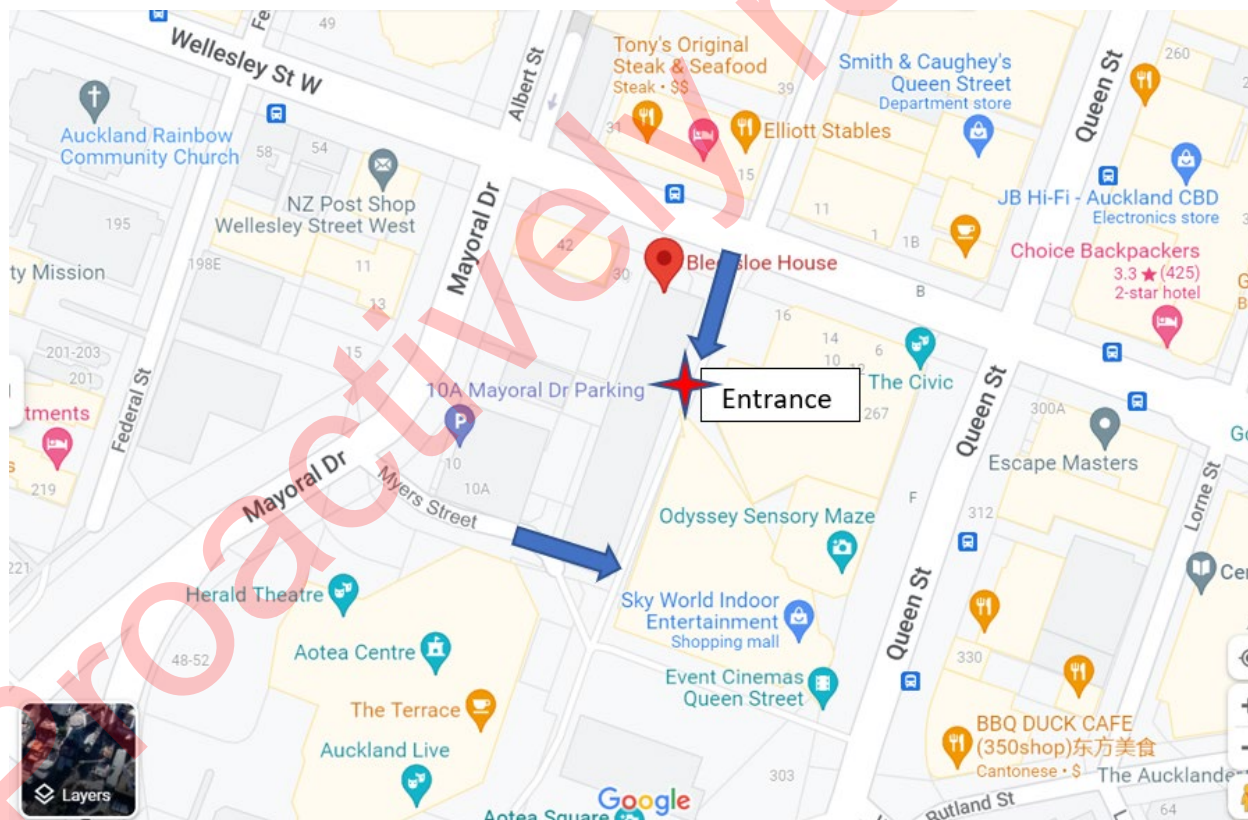 Wellesley St W
Fe
49
Albert St
Tony's Original
Steak & Seafood
Steak • $$
39
Smith & Caughey's
Queen Street
Department store
Queen St
260
Auckland Rainbow
Community Church
58
54
31
Elliott Stables
15
NZ Post Shop
Wellesley Street West
JB Hi-Fi - Auckland CBD
Electronics store
195
Mayoral Dr
11
1
1B
ty Mission
198E
11
42
30
Choice Backpackers
3.3 ★ (425)
2-star hotel
13
B
16
201-203
201
15
14
10
12
6
The Civic
10A Mayoral Dr Parking
Entrance
267
tments
Federal St
300A
Queen St
219
10
10A
Escape Masters
Mayoral Dr
Myers Street
F
312
Lorne St
Odyssey Sensory Maze
221
Cen
Herald Theatre
Sky World Indoor
Entertainment
Shopping mall
Queen St
48-52
Aotea Centre
330
Event Cinemas
Queen Street
The Terrace
BBQ DUCK CAFE
(350shop)东方美食
Cantonese • $
Auckland Live
303
The Aucklander
Layers
Google
Rutland St
64
Aotea Square